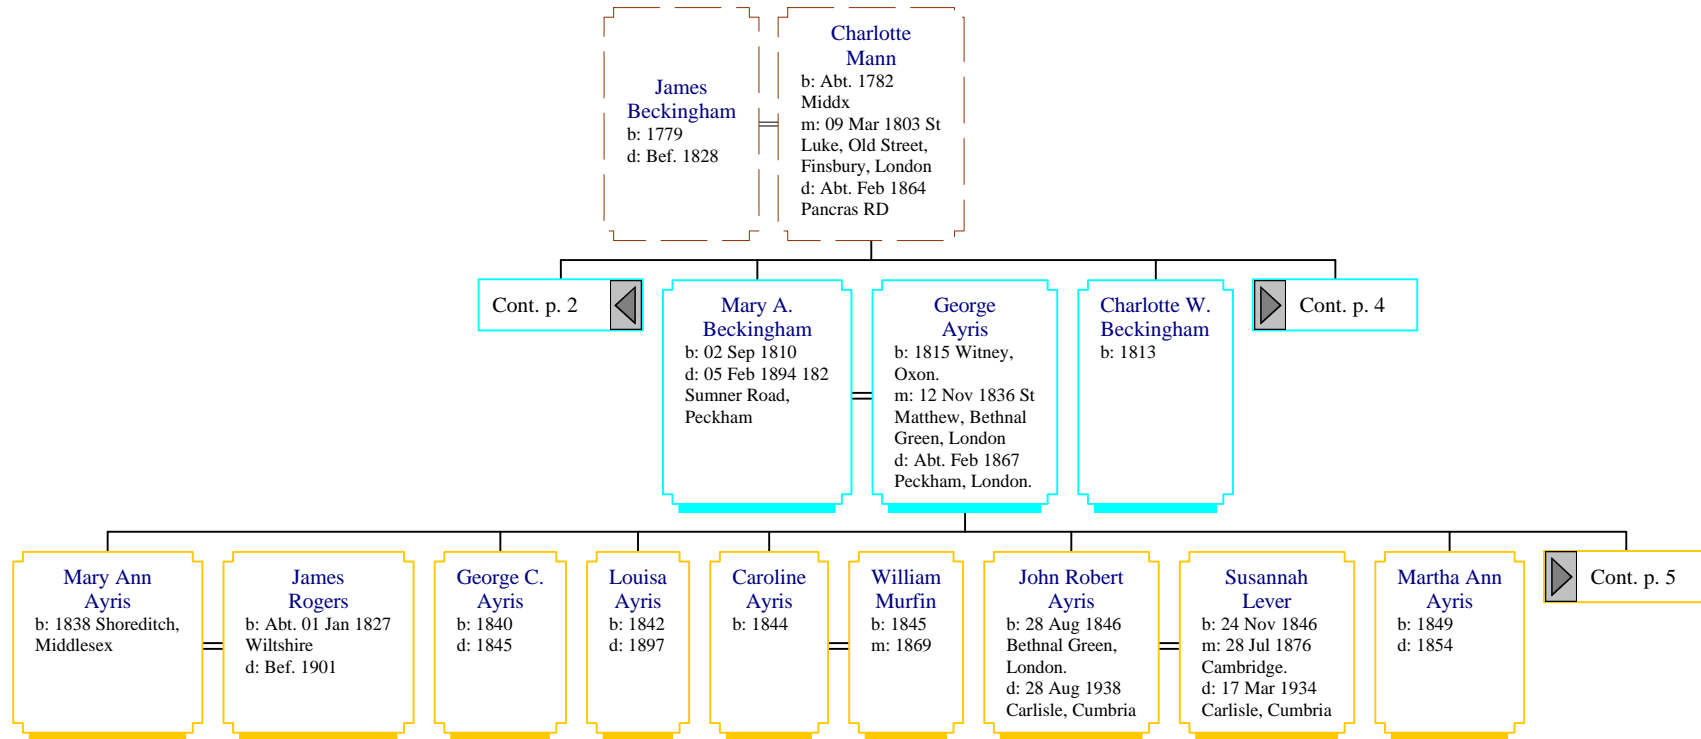 James
Beckingham
b: 1779
d: Bef. 1828
Charlotte
Mann
b: Abt. 1782
Middx
m: 09 Mar 1803 St
Luke, Old Street,
Finsbury, London
d: Abt. Feb 1864
Pancras RD
Cont. p. 2
Mary A.
Beckingham
b: 02 Sep 1810
d: 05 Feb 1894 182
Sumner Road,
Peckham
George
Ayris
b: 1815 Witney,
Oxon.
m: 12 Nov 1836 St
Matthew, Bethnal
Green, London
d: Abt. Feb 1867
Peckham, London.
Charlotte W.
Beckingham
b: 1813
Cont. p. 4
Mary Ann
Ayris
b: 1838 Shoreditch,
Middlesex
James
Rogers
b: Abt. 01 Jan 1827
Wiltshire
d: Bef. 1901
George C.
Ayris
b: 1840
d: 1845
Louisa
Ayris
b: 1842
d: 1897
Caroline
Ayris
b: 1844
William
Murfin
b: 1845
m: 1869
John Robert
Ayris
b: 28 Aug 1846
Bethnal Green,
London.
d: 28 Aug 1938
Carlisle, Cumbria
Susannah
Lever
b: 24 Nov 1846
m: 28 Jul 1876
Cambridge.
d: 17 Mar 1934
Carlisle, Cumbria
Martha Ann
Ayris
b: 1849
d: 1854
Cont. p. 5